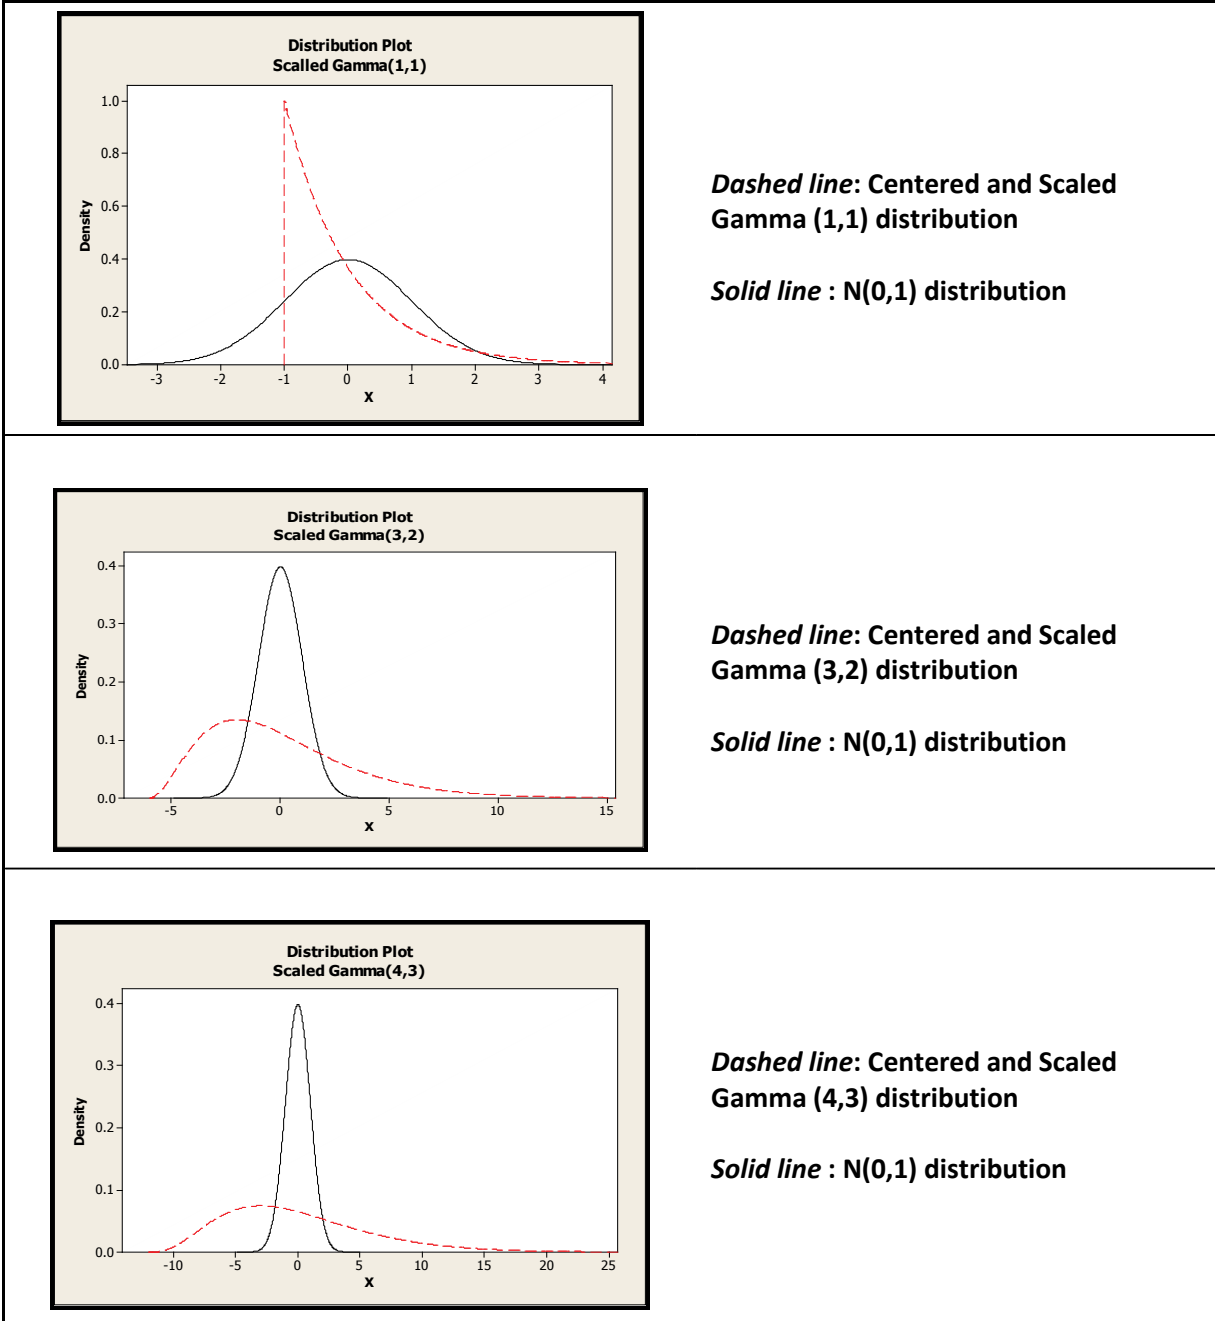 Distribution Plot
Scalled Gamma(1,1)
1.0
0.8
0.6
0.4
0.2
0.0
Density
-3 -2 -1 0 1 2 3 4
X
Dashed line: Centered and Scaled
Gamma (1,1) distribution
Solid line : N(0,1) distribution
Distribution Plot
Scaled Gamma(3,2)
0.4
0.3
0.2
0.1
0.0
Density
-5 0 5 10 15
X
Dashed line: Centered and Scaled
Gamma (3,2) distribution
Solid line : N(0,1) distribution
Distribution Plot
Scaled Gamma(4,3)
0.4
0.3
0.2
0.1
0.0
Density
-10 -5 0 5 10 15 20 25
X
Dashed line: Centered and Scaled
Gamma (4,3) distribution
Solid line : N(0,1) distribution